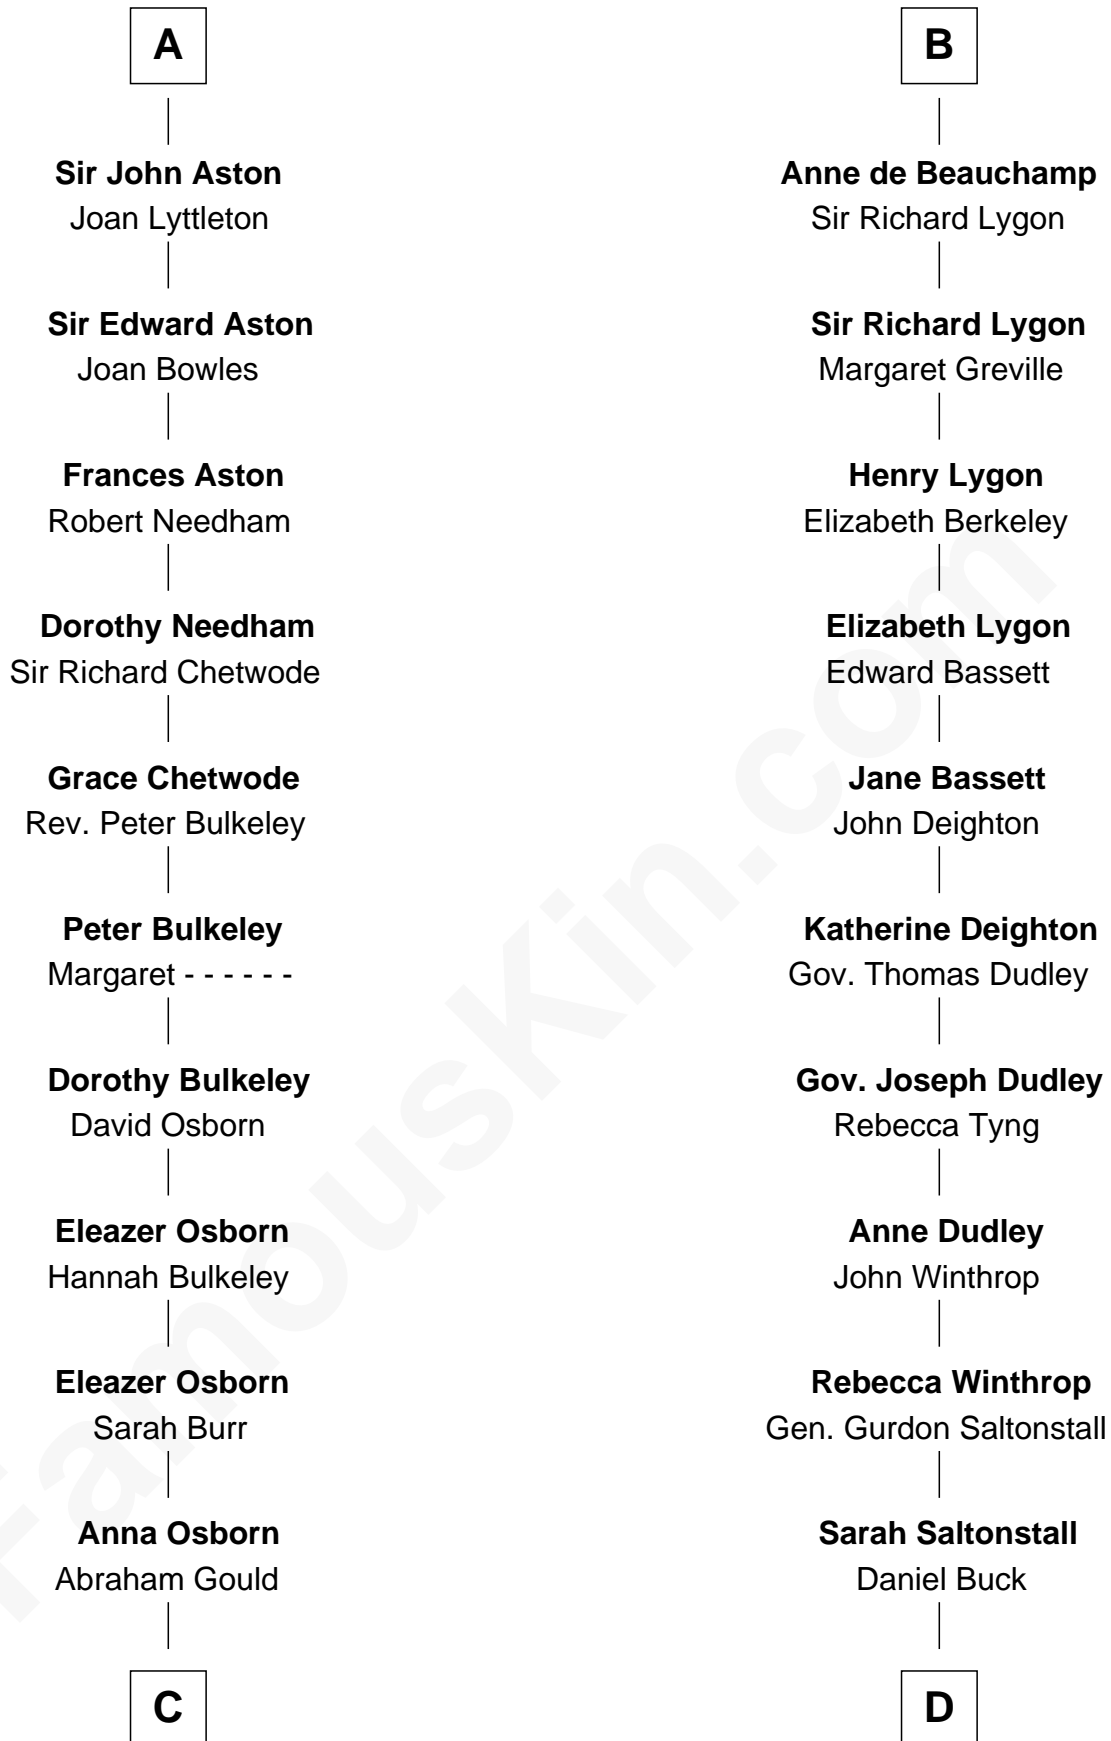 A
Sir John Aston
Joan Lyttleton
Sir Edward Aston
Joan Bowles
Frances Aston
Robert Needham
Dorothy Needham
Sir Richard Chetwode
Grace Chetwode
Rev. Peter Bulkeley
Peter Bulkeley
Margaret - - - - - -
Dorothy Bulkeley
David Osborn
Eleazer Osborn
Hannah Bulkeley
Eleazer Osborn
Sarah Burr
Anna Osborn
Abraham Gould
C
B
Anne de Beauchamp
Sir Richard Lygon
Sir Richard Lygon
Margaret Greville
Henry Lygon
Elizabeth Berkeley
Elizabeth Lygon
Edward Bassett
Jane Bassett
John Deighton
Katherine Deighton
Gov. Thomas Dudley
Gov. Joseph Dudley
Rebecca Tyng
Anne Dudley
John Winthrop
Rebecca Winthrop
Gen. Gurdon Saltonstall
Sarah Saltonstall
Daniel Buck
D
FamousKin.com